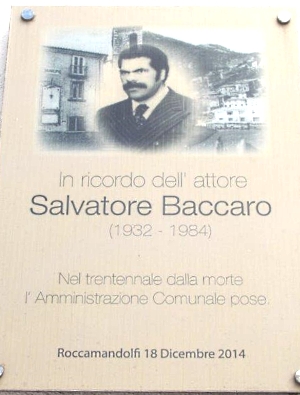 In ricordo dell' attore
Salvatore Baccaro
(1932 - 1984)
Nel trentennale dalla morte
l' Amministrazione Comunale pose.
Roccamandolfi 18 Dicembre 2014